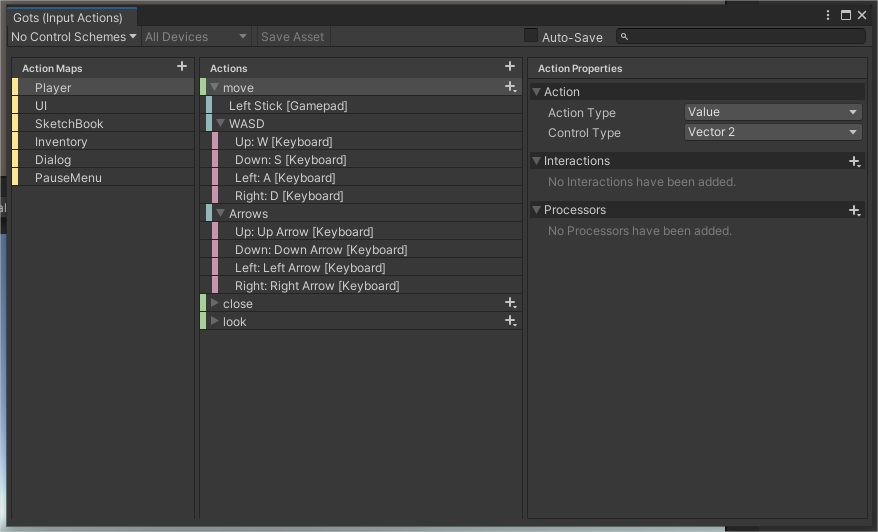 Gots (Input Actions)
No Control Schemes All Devices Save Asset Auto-Save
Action Maps
Player
UI
SketchBook
Inventory
Dialog
PauseMenu
Actions
move
Left Stick [Gamepad]
WASD
Up: W [Keyboard]
Down: S [Keyboard]
Left: A [Keyboard]
Right: D [Keyboard]
Arrows
Up: Up Arrow [Keyboard]
Down: Down Arrow [Keyboard]
Left: Left Arrow [Keyboard]
Right: Right Arrow [Keyboard]
close
look
Action Properties
Action
Action Type Value
Control Type Vector 2
Interactions
No Interactions have been added.
Processors
No Processors have been added.